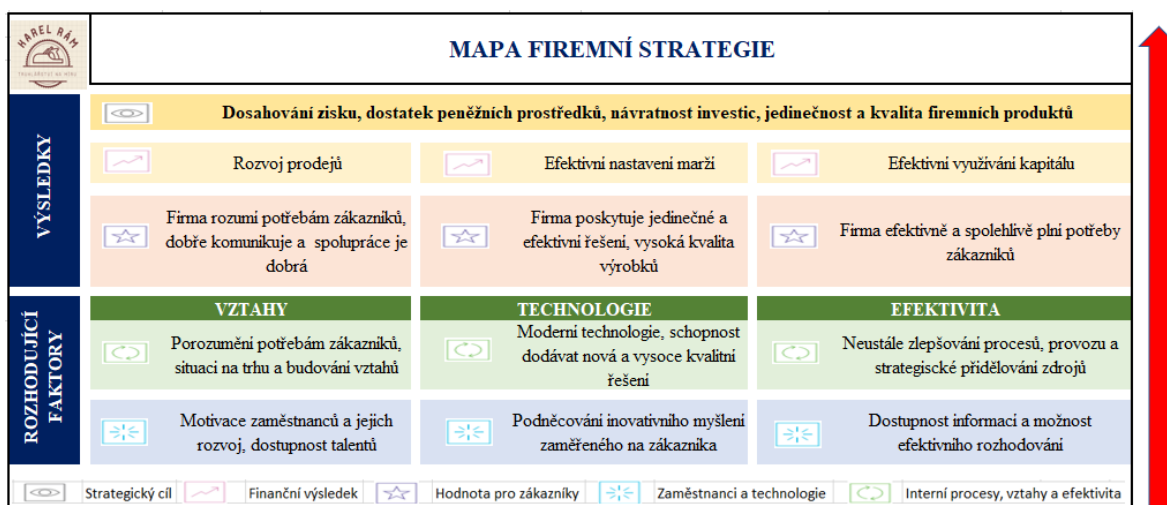 KAREL RÁM
MAPA FIREMNÍ STRATEGIE
VÝSLEDKY
Dosahování zisku, dostatek peněžních prostředků, návratnost investic, jedinečnost a kvalita firemních produktů
Rozvoj prodejů
Efektivní nastavení marží
Efektivní využívání kapitálu
Firma rozumí potřebám zákazníků,
dobře komunikuje a spolupráce je
dobrá
Firma poskytuje jedinečné a
efektivní řešení, vysoká kvalita
výrobků
Firma efektivně a spolehlivě plní potřeby
zákazníků
ROZHODUJÍCÍ
FAKTORY
VZTAHY
TECHNOLOGIE
EFEKTIVITA
Porozumění potřebám zákazníků,
situaci na trhu a budování vztahů
Moderní technologie, schopnost
dodávat nová a vysoce kvalitní
řešení
Neustále zlepšování procesů, provozu a
strategiscké přidělování zdrojů
Motivace zaměstnanců a jejich
rozvoj, dostupnost talentů
Podněcování inovativního myšlení
zaměřeného na zákazníka
Dostupnost informací a možnost
efektivního rozhodování
Strategický cíl
Finanční výsledek
Hodnota pro zákazníky
Zaměstnanci a technologie
Interní procesy, vztahy a efektivita